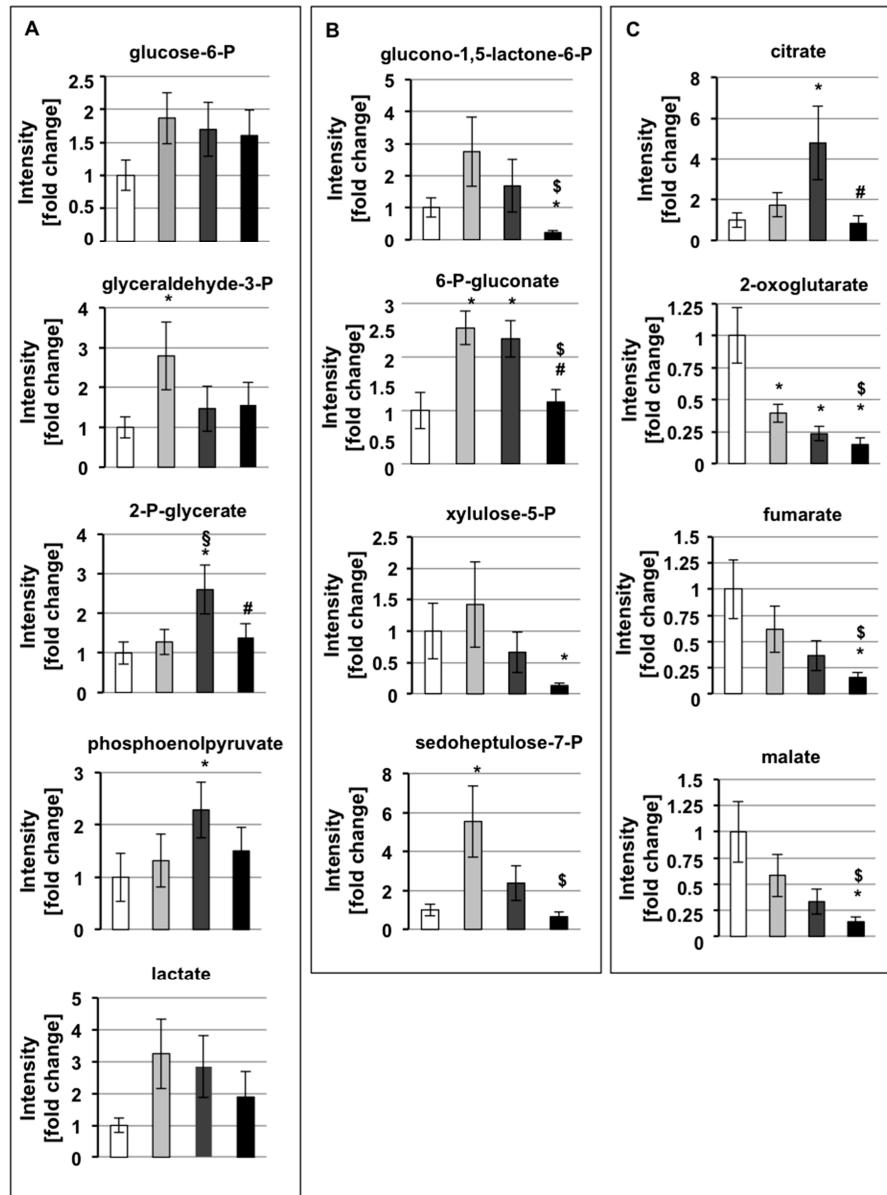 A
glucose-6-P
Intensity
[fold change]
2.5
2
1.5
1
0.5
0
glyceraldehyde-3-P
Intensity
[fold change]
4
3
2
1
0
*
2-P-glycerate
Intensity
[fold change]
4
3
2
1
0
§
*
#
phosphoenolpyruvate
Intensity
[fold change]
3
2
1
0
*
lactate
Intensity
[fold change]
5
4
3
2
1
0
B
glucono-1,5-lactone-6-P
Intensity
[fold change]
5
4
3
2
1
0
$
*
6-P-gluconate
Intensity
[fold change]
3
2.5
2
1.5
1
0.5
0
* *
$
#
xylulose-5-P
Intensity
[fold change]
2.5
2
1.5
1
0.5
0
*
sedoheptulose-7-P
Intensity
[fold change]
8
6
4
2
0
*
$
C
citrate
Intensity
[fold change]
8
6
4
2
0
*
#
2-oxoglutarate
Intensity
[fold change]
1.25
1
0.75
0.5
0.25
0
*
*
$
*
fumarate
Intensity
[fold change]
1.5
1.25
1
0.75
0.5
0.25
0
$
*
malate
Intensity
[fold change]
1.5
1.25
1
0.75
0.5
0.25
0
$
*